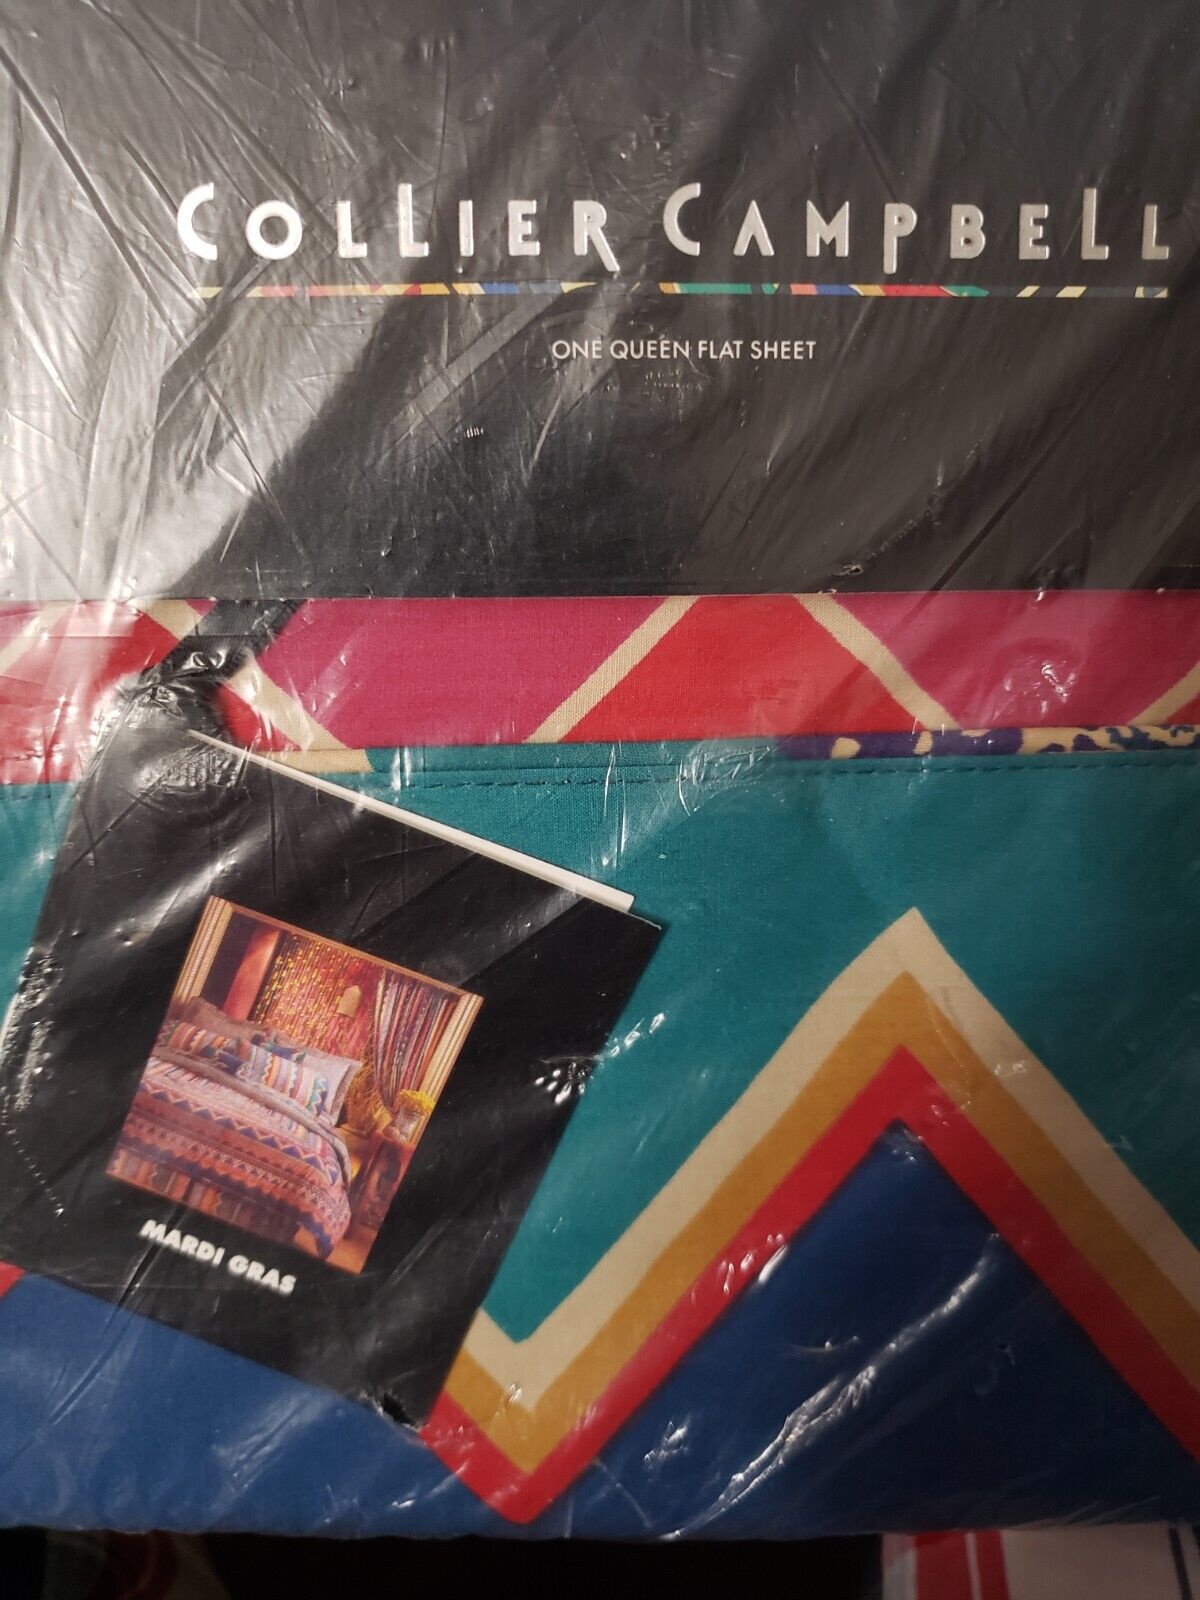 COLLIER CAMPBELL
ONE QUEEN FLAT SHEET
MARDI GRAS